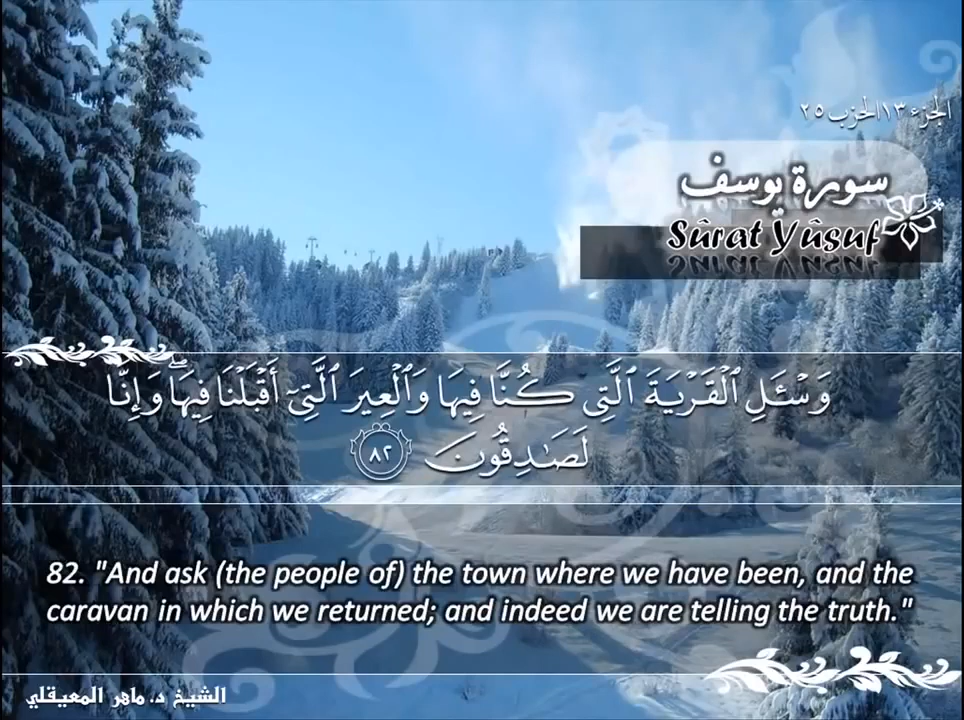 الجزء ١٣ الحزب ٢٥
سورة يوسف
Sûrat Yûsuf
وَسْـَٔلِ ٱلْقَرْيَةَ ٱلَّتِى كُنَّا فِيهَا وَٱلْعِيرَ ٱلَّتِىٓ أَقْبَلْنَا فِيهَا ۖ وَإِنَّا
لَصَـٰدِقُونَ ٨٢
82. "And ask (the people of) the town where we have been, and the
caravan in which we returned; and indeed we are telling the truth."
الشيخ د. ماهر المعيقلي